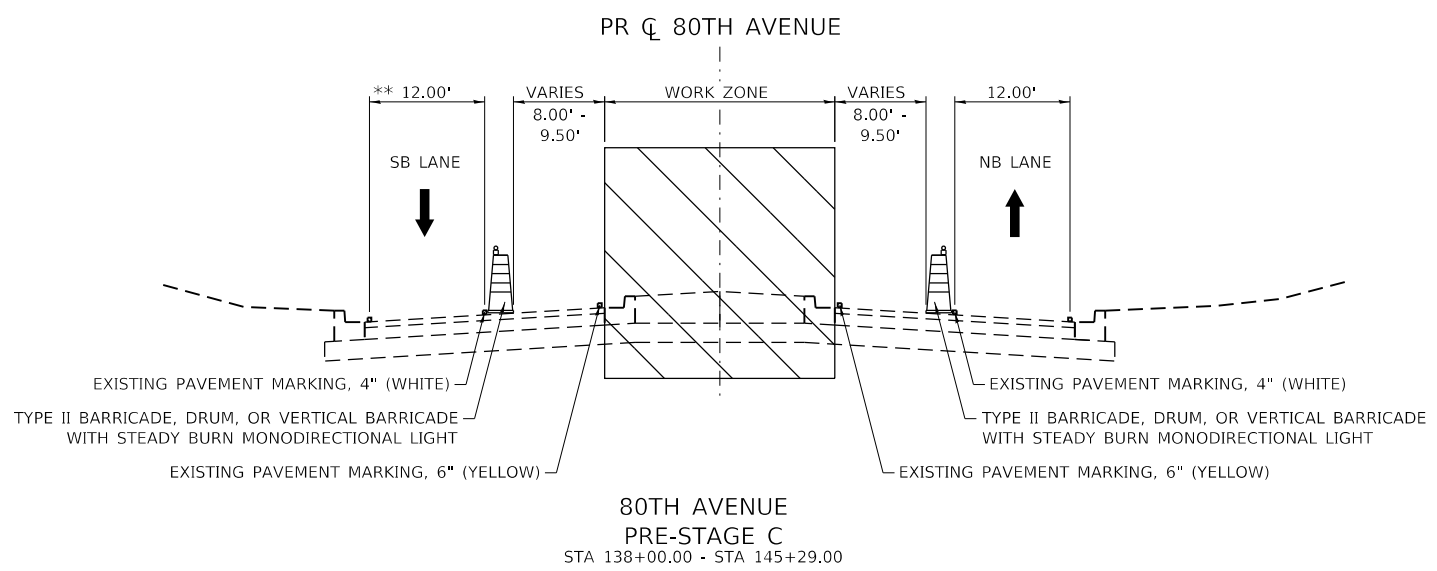 PR ℄ 80TH AVENUE
** 12.00'
VARIES
WORK ZONE
VARIES
12.00'
8.00' -
9.50'
8.00' -
9.50'
SB LANE
NB LANE
EXISTING PAVEMENT MARKING, 4" (WHITE)
EXISTING PAVEMENT MARKING, 4" (WHITE)
TYPE II BARRICADE, DRUM, OR VERTICAL BARRICADE
WITH STEADY BURN MONODIRECTIONAL LIGHT
TYPE II BARRICADE, DRUM, OR VERTICAL BARRICADE
WITH STEADY BURN MONODIRECTIONAL LIGHT
EXISTING PAVEMENT MARKING, 6" (YELLOW)
EXISTING PAVEMENT MARKING, 6" (YELLOW)
80TH AVENUE
PRE-STAGE C
STA 138+00.00 - STA 145+29.00